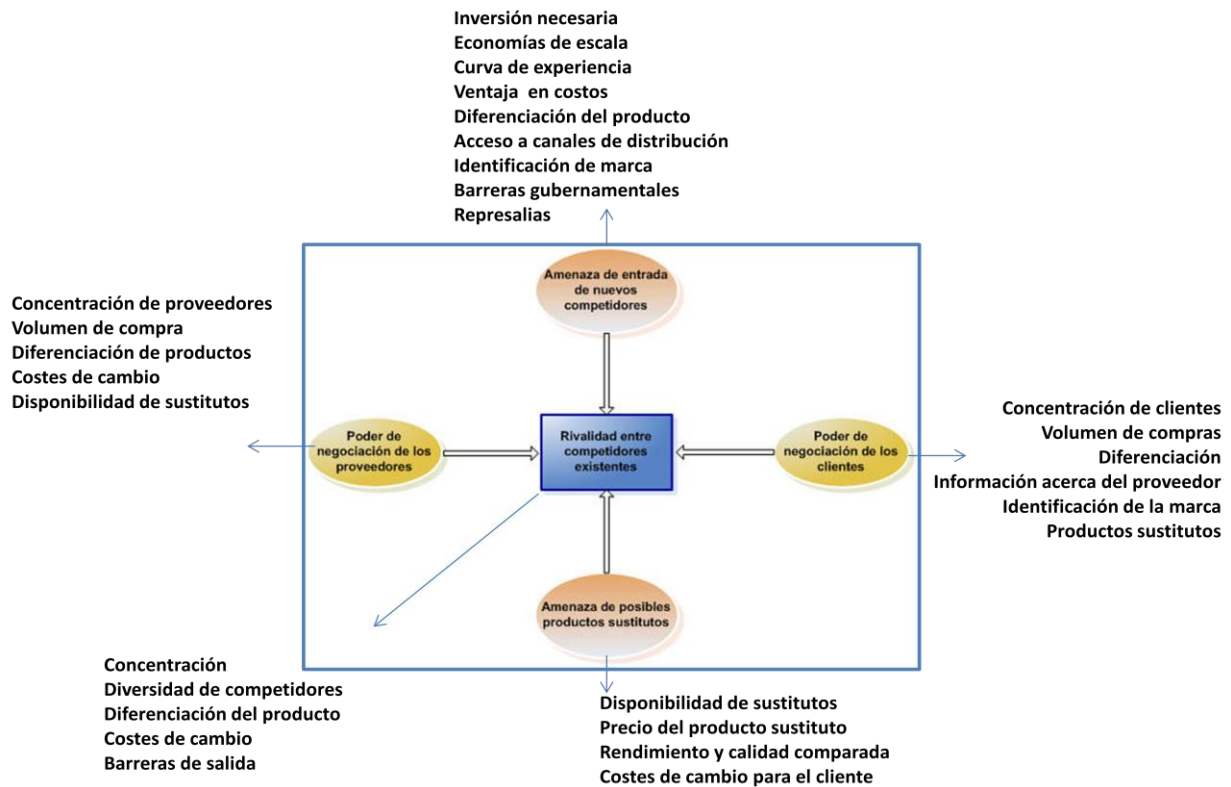 Inversión necesaria
Economías de escala
Curva de experiencia
Ventaja en costos
Diferenciación del producto
Acceso a canales de distribución
Identificación de marca
Barreras gubernamentales
Represalias
Amenaza de entrada
de nuevos
competidores
Concentración de proveedores
Volumen de compra
Diferenciación de productos
Costes de cambio
Disponibilidad de sustitutos
Poder de
negociación de los
proveedores
Rivalidad entre
competidores
existentes
Poder de
negociación de los
clientes
Concentración de clientes
Volumen de compras
Diferenciación
Información acerca del proveedor
Identificación de la marca
Productos sustitutos
Amenaza de posibles
productos sustitutos
Concentración
Diversidad de competidores
Diferenciación del producto
Costes de cambio
Barreras de salida
Disponibilidad de sustitutos
Precio del producto sustituto
Rendimiento y calidad comparada
Costes de cambio para el cliente